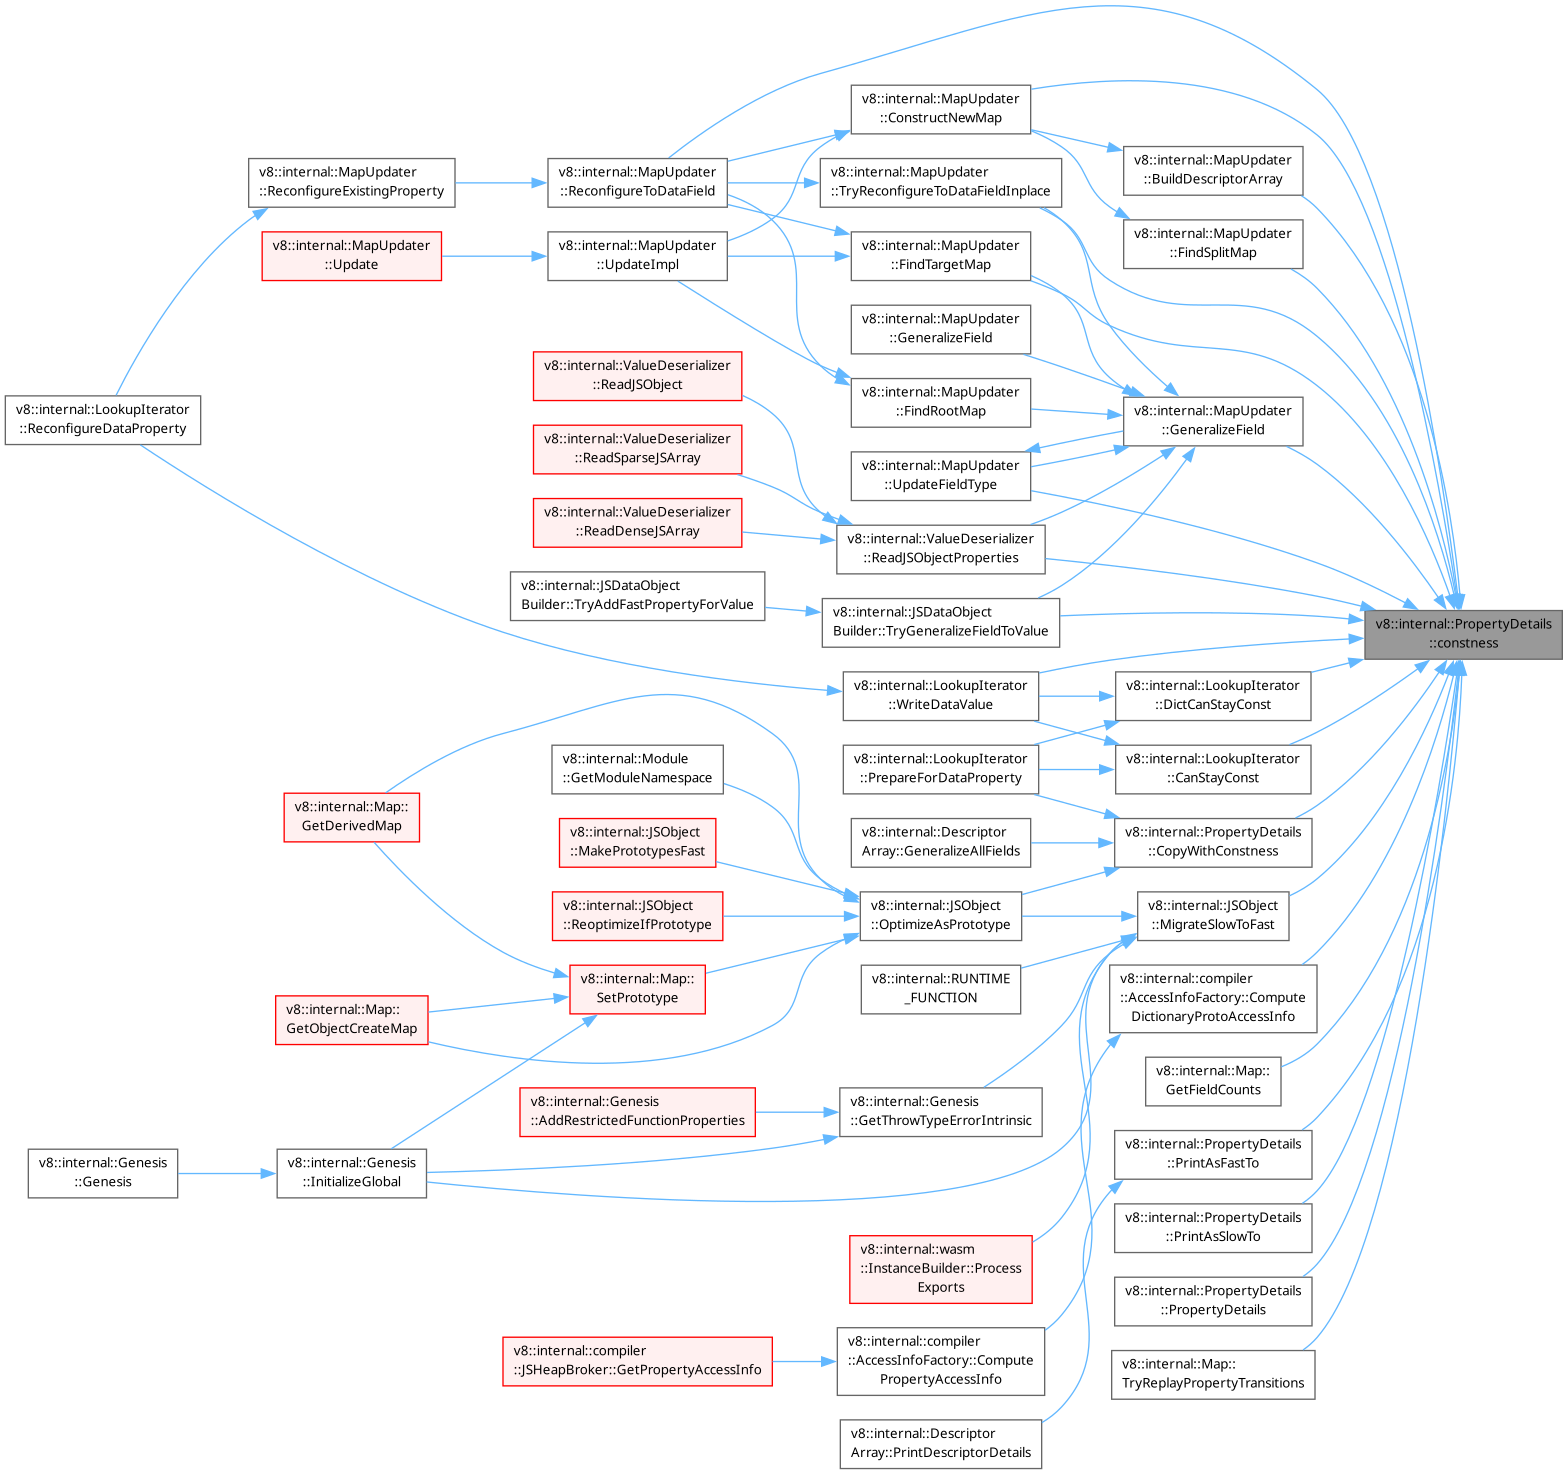 v8::internal::PropertyDetails
::constness
v8::internal::MapUpdater
::ConstructNewMap
v8::internal::MapUpdater
::ReconfigureToDataField
v8::internal::MapUpdater
::ReconfigureExistingProperty
v8::internal::LookupIterator
::ReconfigureDataProperty
v8::internal::MapUpdater
::UpdateImpl
v8::internal::MapUpdater
::Update
v8::internal::MapUpdater
::TryReconfigureToDataFieldInplace
v8::internal::MapUpdater
::BuildDescriptorArray
v8::internal::MapUpdater
::FindSplitMap
v8::internal::MapUpdater
::FindTargetMap
v8::internal::MapUpdater
::GeneralizeField
v8::internal::MapUpdater
::FindRootMap
v8::internal::MapUpdater
::GeneralizeField
v8::internal::MapUpdater
::UpdateFieldType
v8::internal::ValueDeserializer
::ReadJSObject
v8::internal::ValueDeserializer
::ReadSparseJSArray
v8::internal::ValueDeserializer
::ReadDenseJSArray
v8::internal::ValueDeserializer
::ReadJSObjectProperties
v8::internal::JSDataObject
Builder::TryAddFastPropertyForValue
v8::internal::JSDataObject
Builder::TryGeneralizeFieldToValue
v8::internal::LookupIterator
::WriteDataValue
v8::internal::LookupIterator
::DictCanStayConst
v8::internal::LookupIterator
::PrepareForDataProperty
v8::internal::LookupIterator
::CanStayConst
v8::internal::Module
::GetModuleNamespace
v8::internal::Map::
GetDerivedMap
v8::internal::JSObject
::MakePrototypesFast
v8::internal::Descriptor
Array::GeneralizeAllFields
v8::internal::PropertyDetails
::CopyWithConstness
v8::internal::JSObject
::ReoptimizeIfPrototype
v8::internal::JSObject
::OptimizeAsPrototype
v8::internal::JSObject
::MigrateSlowToFast
v8::internal::Map::
SetPrototype
v8::internal::RUNTIME
_FUNCTION
v8::internal::compiler
::AccessInfoFactory::Compute
DictionaryProtoAccessInfo
v8::internal::Map::
GetObjectCreateMap
v8::internal::Map::
GetFieldCounts
v8::internal::Genesis
::AddRestrictedFunctionProperties
v8::internal::Genesis
::GetThrowTypeErrorIntrinsic
v8::internal::PropertyDetails
::PrintAsFastTo
v8::internal::Genesis
::Genesis
v8::internal::Genesis
::InitializeGlobal
v8::internal::PropertyDetails
::PrintAsSlowTo
v8::internal::wasm
::InstanceBuilder::Process
Exports
v8::internal::PropertyDetails
::PropertyDetails
v8::internal::compiler
::JSHeapBroker::GetPropertyAccessInfo
v8::internal::compiler
::AccessInfoFactory::Compute
PropertyAccessInfo
v8::internal::Map::
TryReplayPropertyTransitions
v8::internal::Descriptor
Array::PrintDescriptorDetails